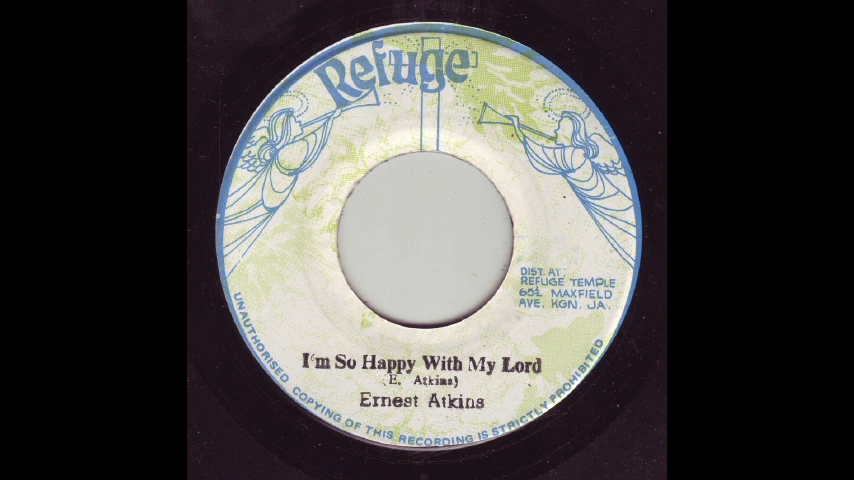 Refuge
DIST. AT:
REFUGE TEMPLE
65½ MAXFIELD
AVE. KGN. JA.
I'm So Happy With My Lord
(E. Atkins)
Ernest Atkins
UNAUTHORISED COPYING OF THIS RECORDING IS STRICTLY PROHIBITED